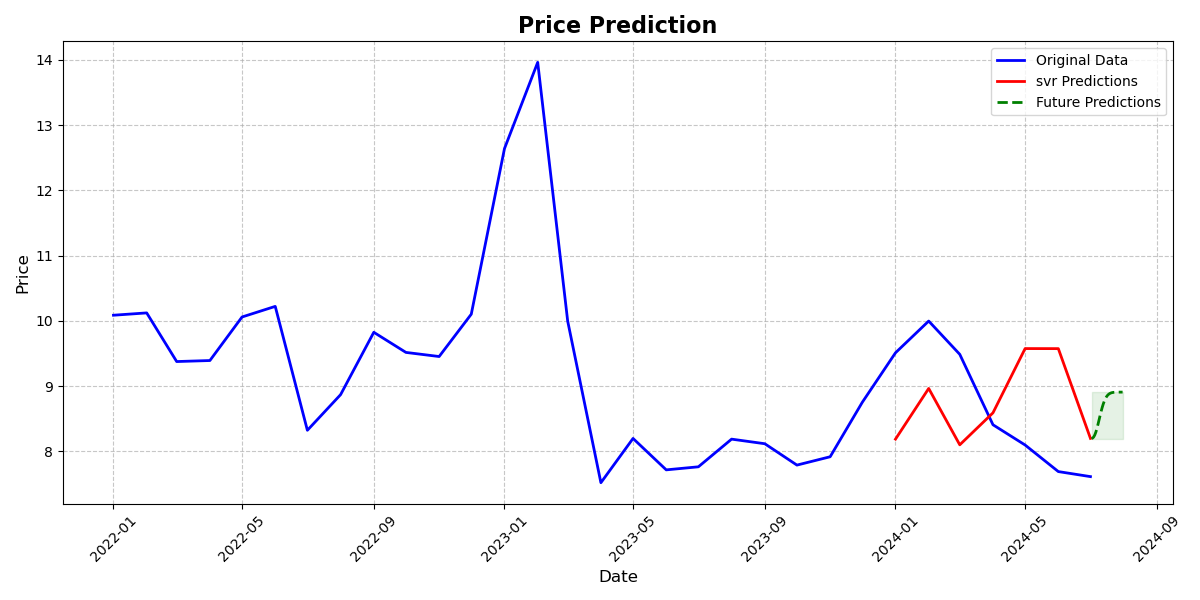 Price Prediction
Original Data
svr Predictions
Future Predictions
Price
14
13
12
11
10
9
8
2022-01
2022-05
2022-09
2023-01
2023-05
2023-09
2024-01
2024-05
2024-09
Date